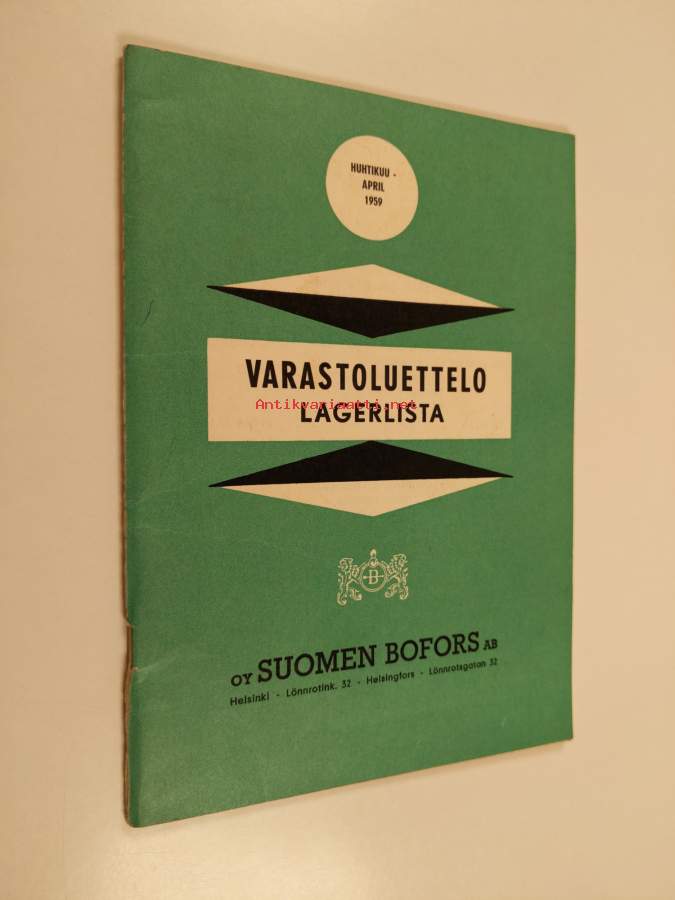 HUHTIKUU -
APRIL
1959
VARASTOLUETTELO
Antikvariaatti.net
LAGERLISTA
B
OY SUOMEN BOFORS AB
Helsinki - Lönnrotink. 32 - Helsingfors - Lönnrotsgatan 32